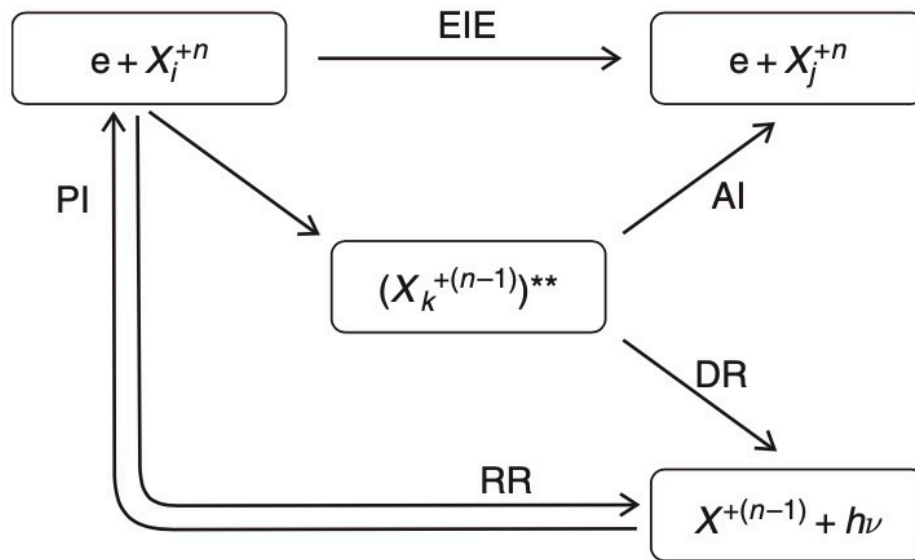 EIE
e + X_i^{+n}
e + X_j^{+n}
PI
AI
(X_k^{+(n−1)})**
DR
RR
X^{+(n−1)} + hν